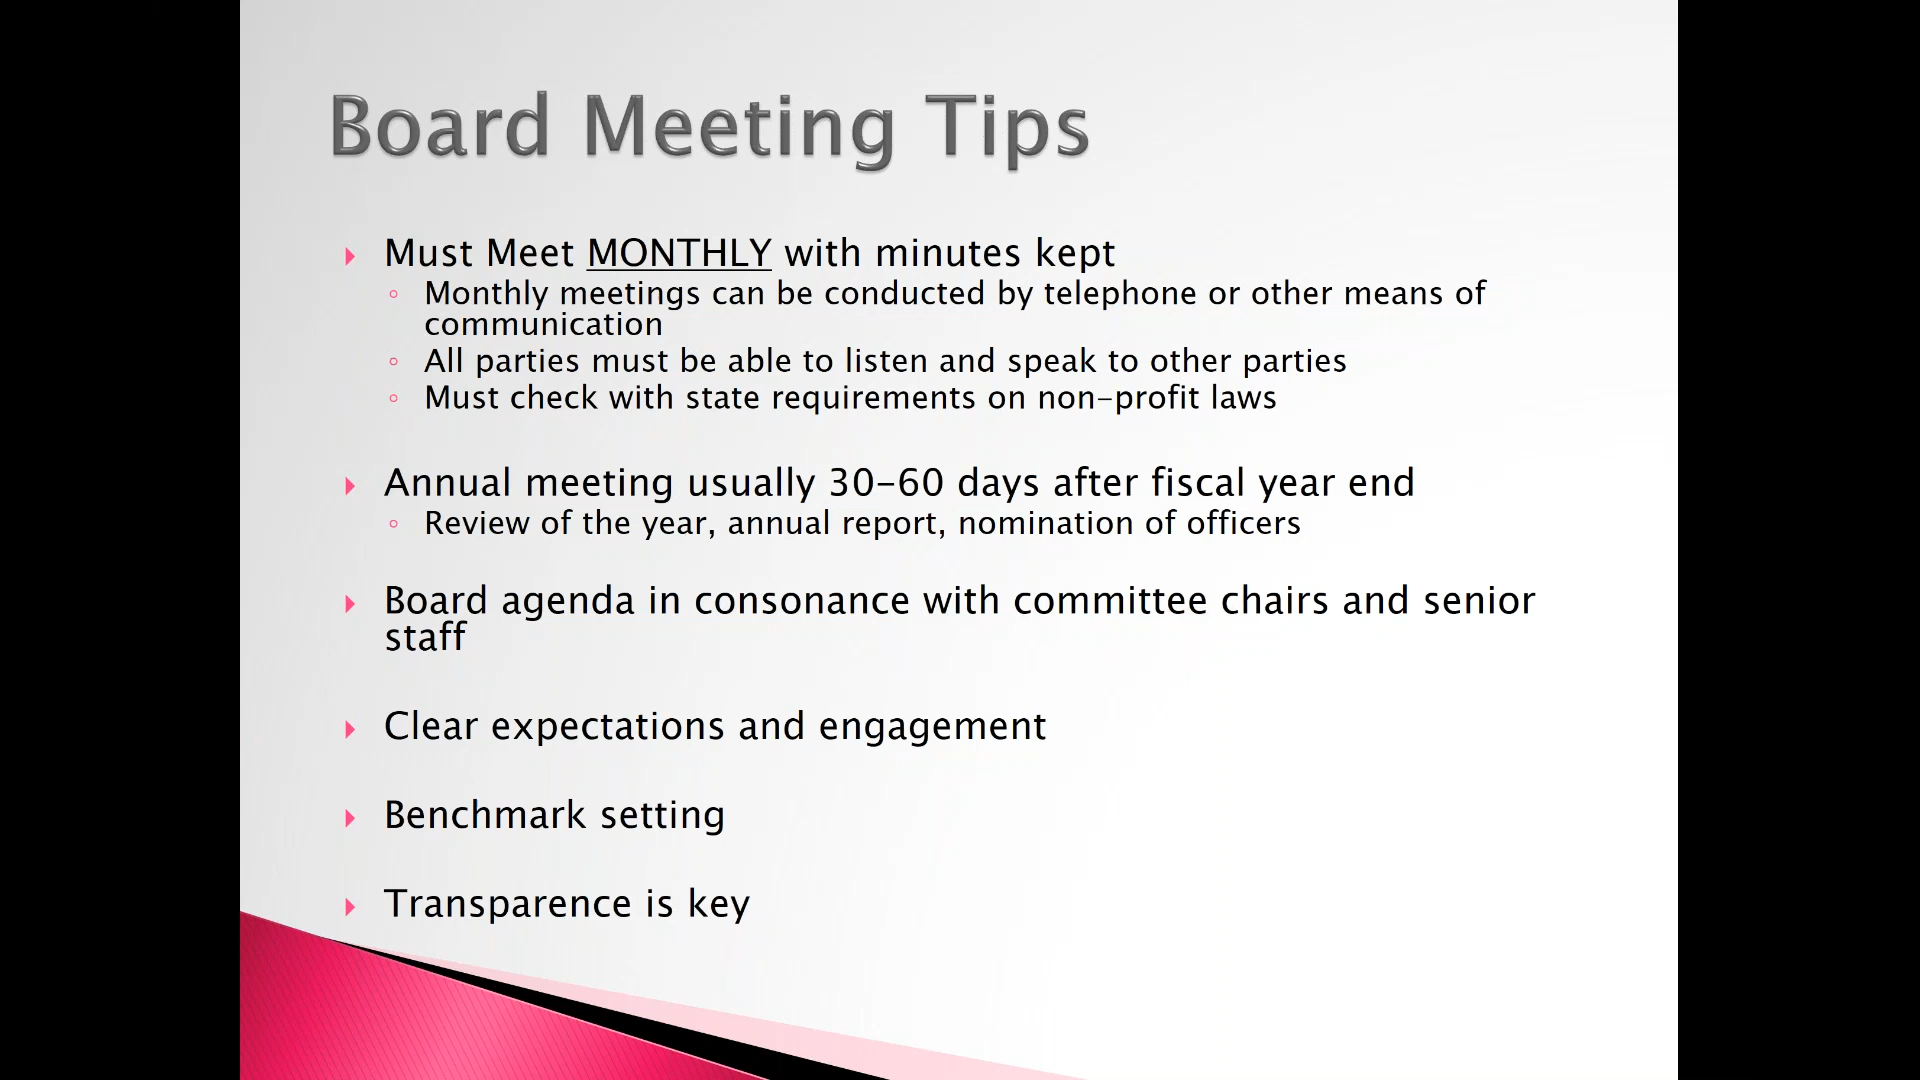 Board Meeting Tips
Must Meet MONTHLY with minutes kept
Monthly meetings can be conducted by telephone or other means of
communication
All parties must be able to listen and speak to other parties
Must check with state requirements on non-profit laws
Annual meeting usually 30-60 days after fiscal year end
Review of the year, annual report, nomination of officers
Board agenda in consonance with committee chairs and senior
staff
Clear expectations and engagement
Benchmark setting
Transparence is key